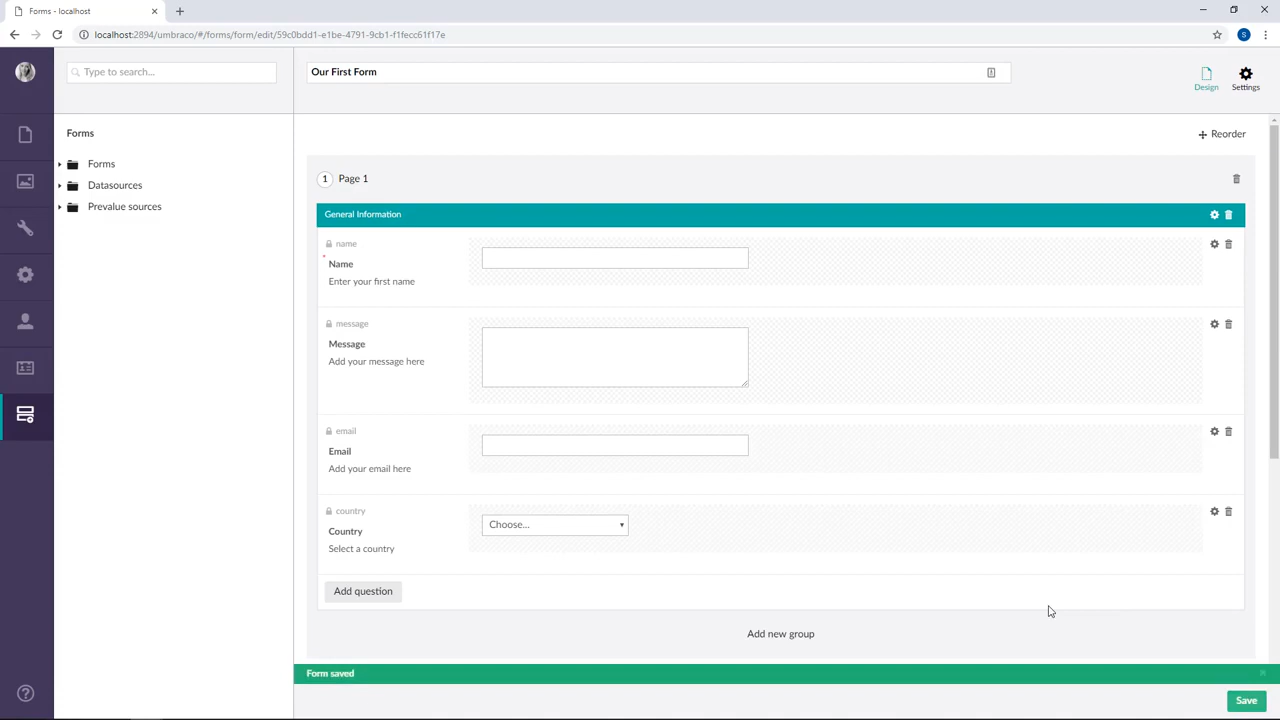 Forms - localhost
localhost:2894/umbraco/#/forms/form/edit/59c0bdd1-e1be-4791-9cb1-f1fecc61f17e
S
Type to search...
Our First Form
Design
Settings
Forms
Reorder
Forms
Datasources
Prevalue sources
1 Page 1
General Information
name
* Name
Enter your first name
message
Message
Add your message here
email
Email
Add your email here
country
Country
Select a country
Choose...
Add question
Add new group
Form saved
Save